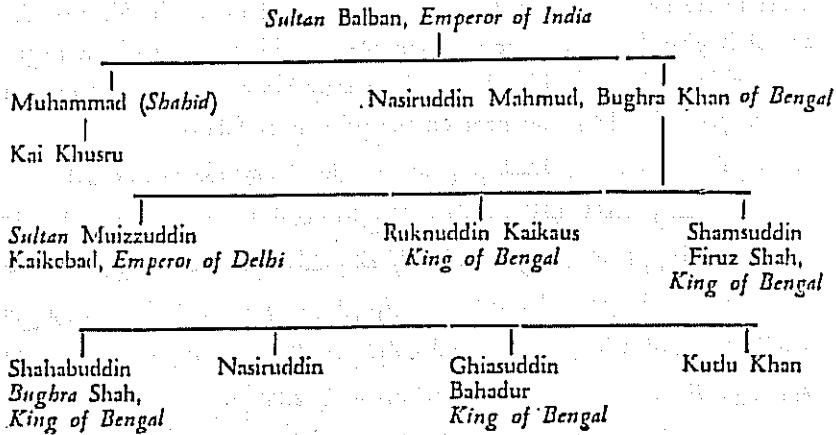 Sultan Balban, Emperor of India
Muhammad (Shahid)
Nasiruddin Mahmud, Bughra Khan of Bengal
Kai Khusru
Sultan Muizzuddin
Kaikobad, Emperor of Delhi
Ruknuddin Kaikaus
King of Bengal
Shamsuddin
Firuz Shah,
King of Bengal
Shahabuddin
Bughra Shah,
King of Bengal
Nasiruddin
Ghiasuddin
Bahadur
King of Bengal
Kutlu Khan